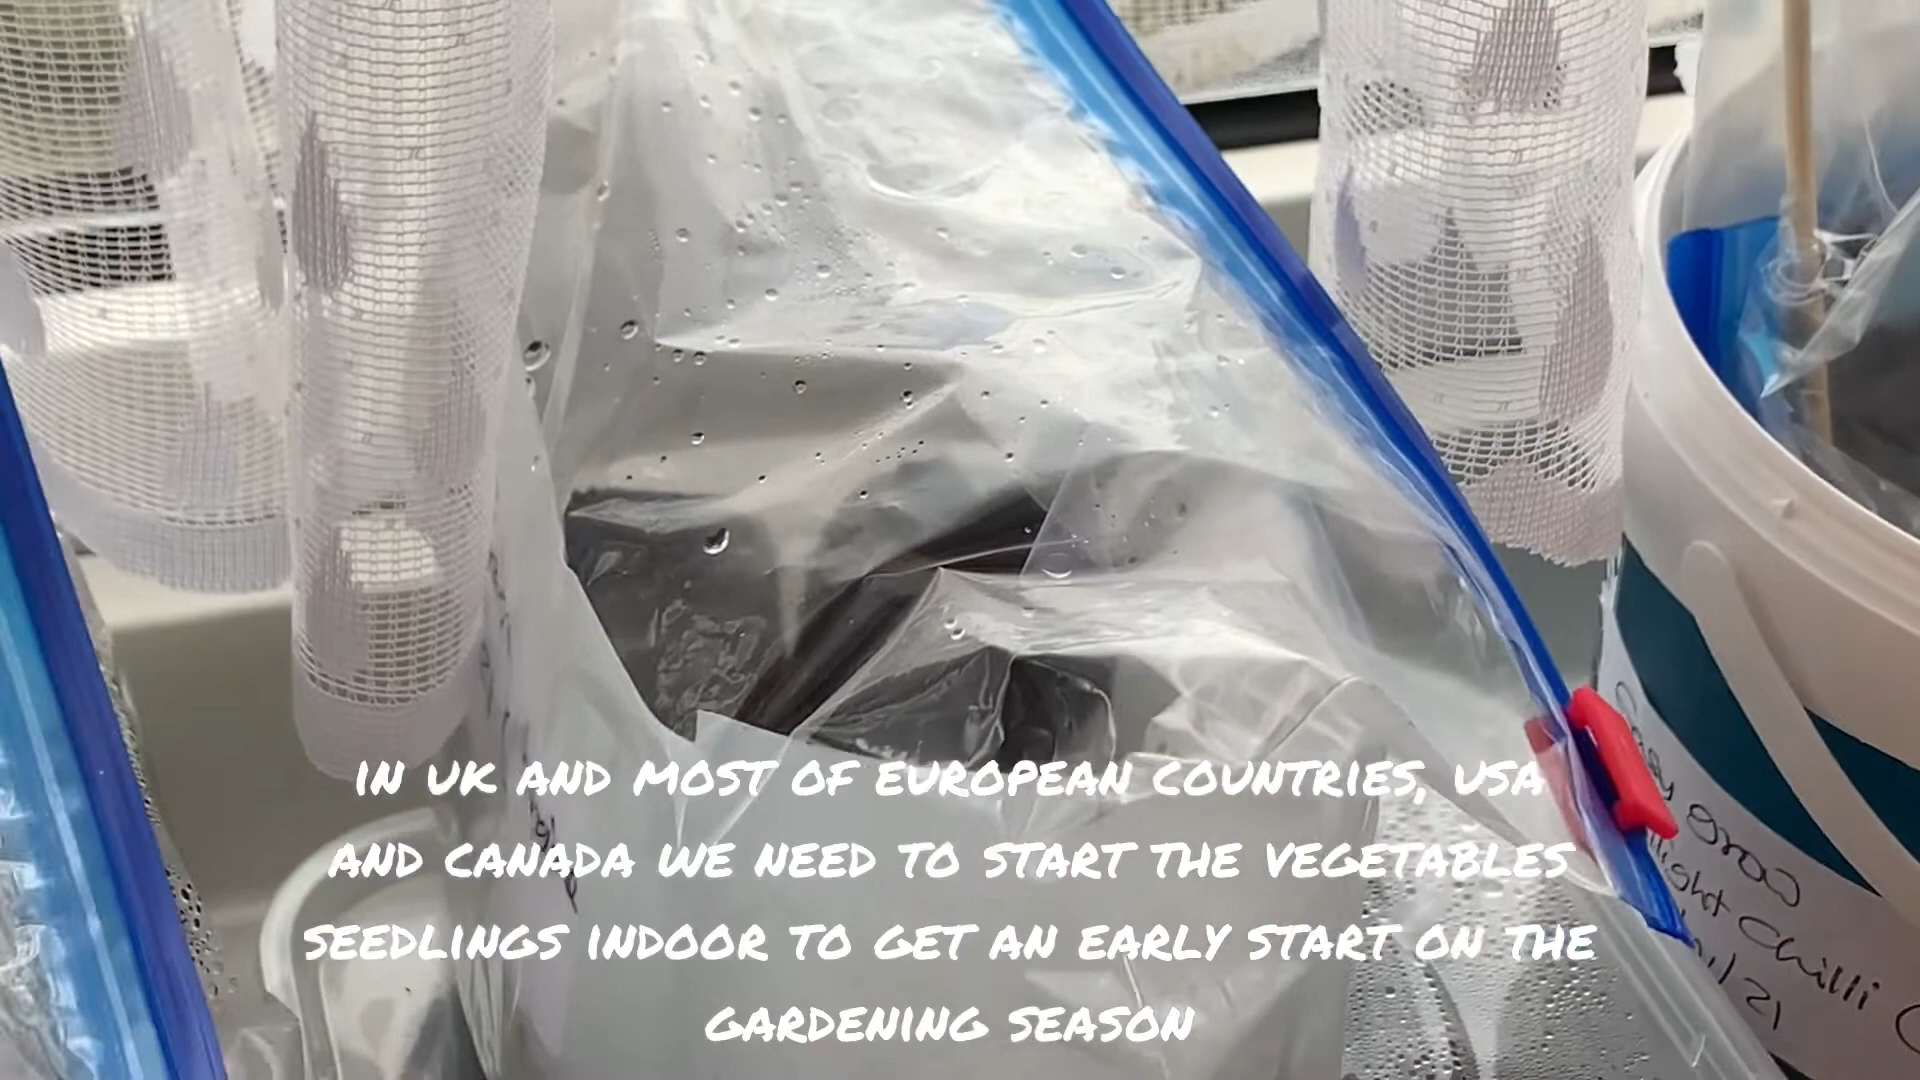 IN UK AND MOST OF EUROPEAN COUNTRIES, USA
AND CANADA WE NEED TO START THE VEGETABLES
SEEDLINGS INDOOR TO GET AN EARLY START ON THE
GARDENING SEASON
Chilli